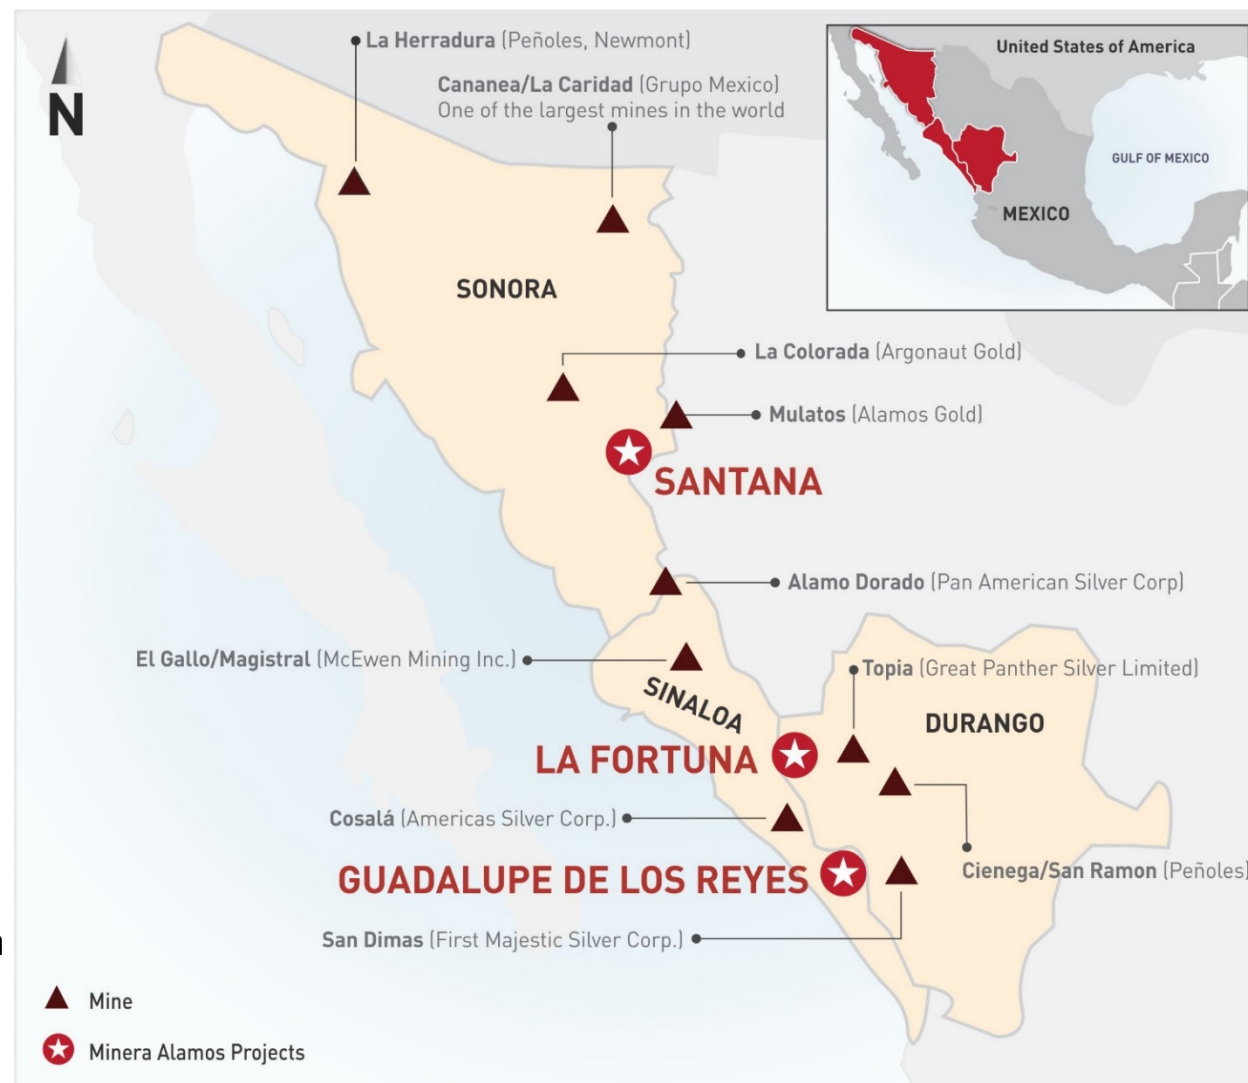 La Herradura (Peñoles, Newmont)
Cananea/La Caridad (Grupo Mexico)
One of the largest mines in the world
N
United States of America
GULF OF MEXICO
MEXICO
SONORA
La Colorada (Argonaut Gold)
Mulatos (Alamos Gold)
SANTANA
Alamo Dorado (Pan American Silver Corp)
El Gallo/Magistral (McEwen Mining Inc.)
Topia (Great Panther Silver Limited)
SINALOA
DURANGO
LA FORTUNA
Cosalá (Americas Silver Corp.)
Cienega/San Ramon (Peñoles)
GUADALUPE DE LOS REYES
San Dimas (First Majestic Silver Corp.)
Mine
Minera Alamos Projects